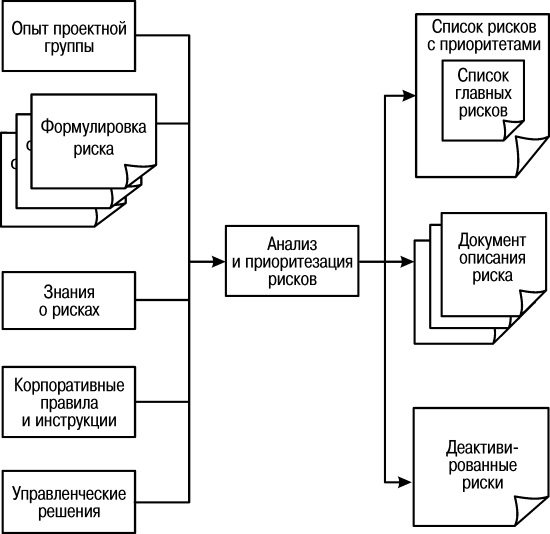 Опыт проектной
группы
Формулировка
риска
Знания
о рисках
Корпоративные
правила
и инструкции
Управленческие
решения
Анализ
и приоритезация
рисков
Список рисков
с приоритетами
Список
главных
рисков
Документ
описания
риска
Деактиви-
рованные
риски